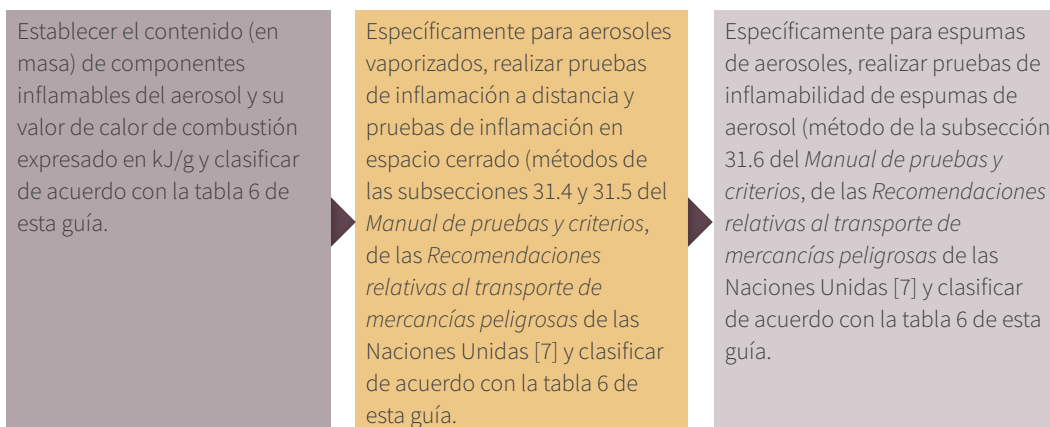 Establecer el contenido (en
masa) de componentes
inflamables del aerosol y su
valor de calor de combustión
expresado en kJ/g y clasificar
de acuerdo con la tabla 6 de
esta guía.
Específicamente para aerosoles
vaporizados, realizar pruebas
de inflamación a distancia y
pruebas de inflamación en
espacio cerrado (métodos de
las subsecciones 31.4 y 31.5 del
Manual de pruebas y criterios,
de las Recomendaciones
relativas al transporte de
mercancías peligrosas de las
Naciones Unidas [7] y clasificar
de acuerdo con la tabla 6 de
esta guía.
Específicamente para espumas
de aerosoles, realizar pruebas de
inflamabilidad de espumas de
aerosol (método de la subsección
31.6 del Manual de pruebas y
criterios, de las Recomendaciones
relativas al transporte de
mercancías peligrosas de las
Naciones Unidas [7] y clasificar
de acuerdo con la tabla 6 de esta
guía.